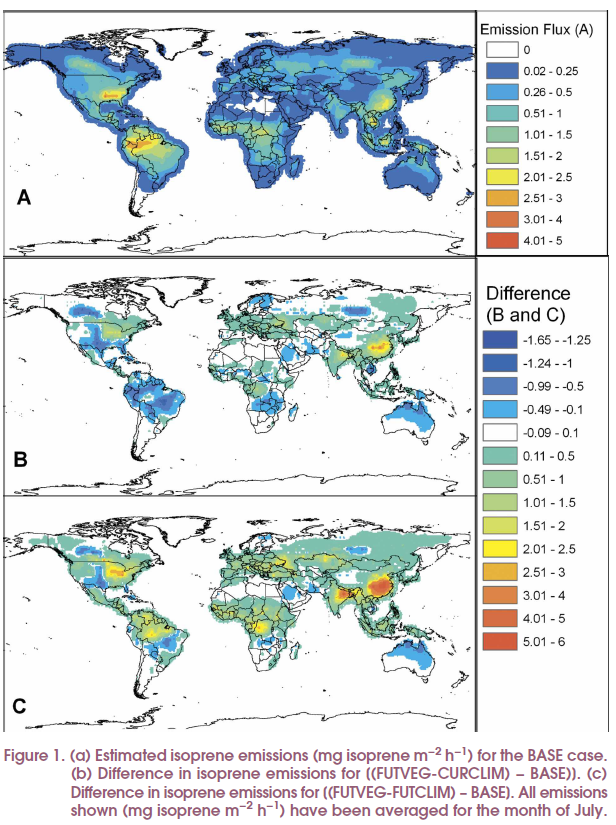 Emission Flux (A)
0
0.02 - 0.25
0.26 - 0.5
0.51 - 1
1.01 - 1.5
1.51 - 2
2.01 - 2.5
2.51 - 3
3.01 - 4
4.01 - 5
A
Difference
(B and C)
-1.65 - -1.25
-1.24 - -1
-0.99 - -0.5
-0.49 - -0.1
-0.09 - 0.1
0.11 - 0.5
0.51 - 1
1.01 - 1.5
1.51 - 2
2.01 - 2.5
2.51 - 3
3.01 - 4
4.01 - 5
5.01 - 6
B
C
Figure 1. (a) Estimated isoprene emissions (mg isoprene m⁻² h⁻¹) for the BASE case.
(b) Difference in isoprene emissions for ((FUTVEG-CURCLIM) – BASE)). (c)
Difference in isoprene emissions for ((FUTVEG-FUTCLIM) – BASE). All emissions
shown (mg isoprene m⁻² h⁻¹) have been averaged for the month of July.